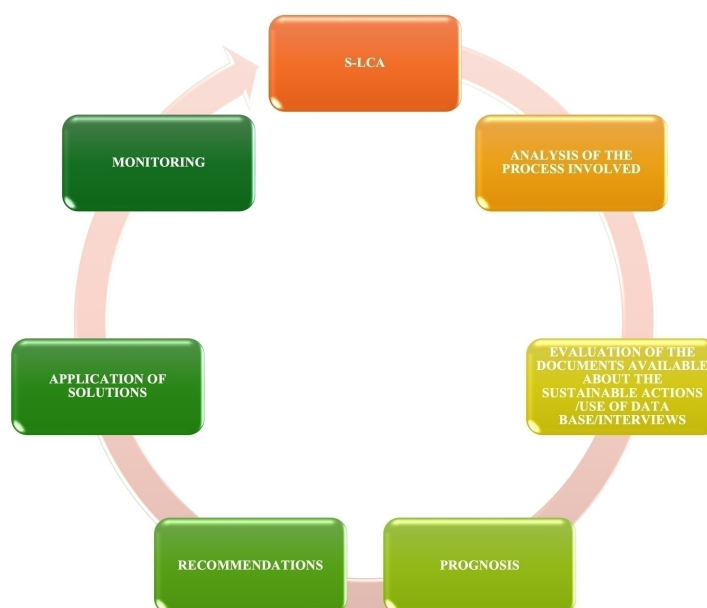 S-LCA
ANALYSIS OF THE
PROCESS INVOLVED
EVALUATION OF THE
DOCUMENTS AVAILABLE
ABOUT THE
SUSTAINABLE ACTIONS
/USE OF DATA
BASE/INTERVIEWS
PROGNOSIS
RECOMMENDATIONS
APPLICATION OF
SOLUTIONS
MONITORING